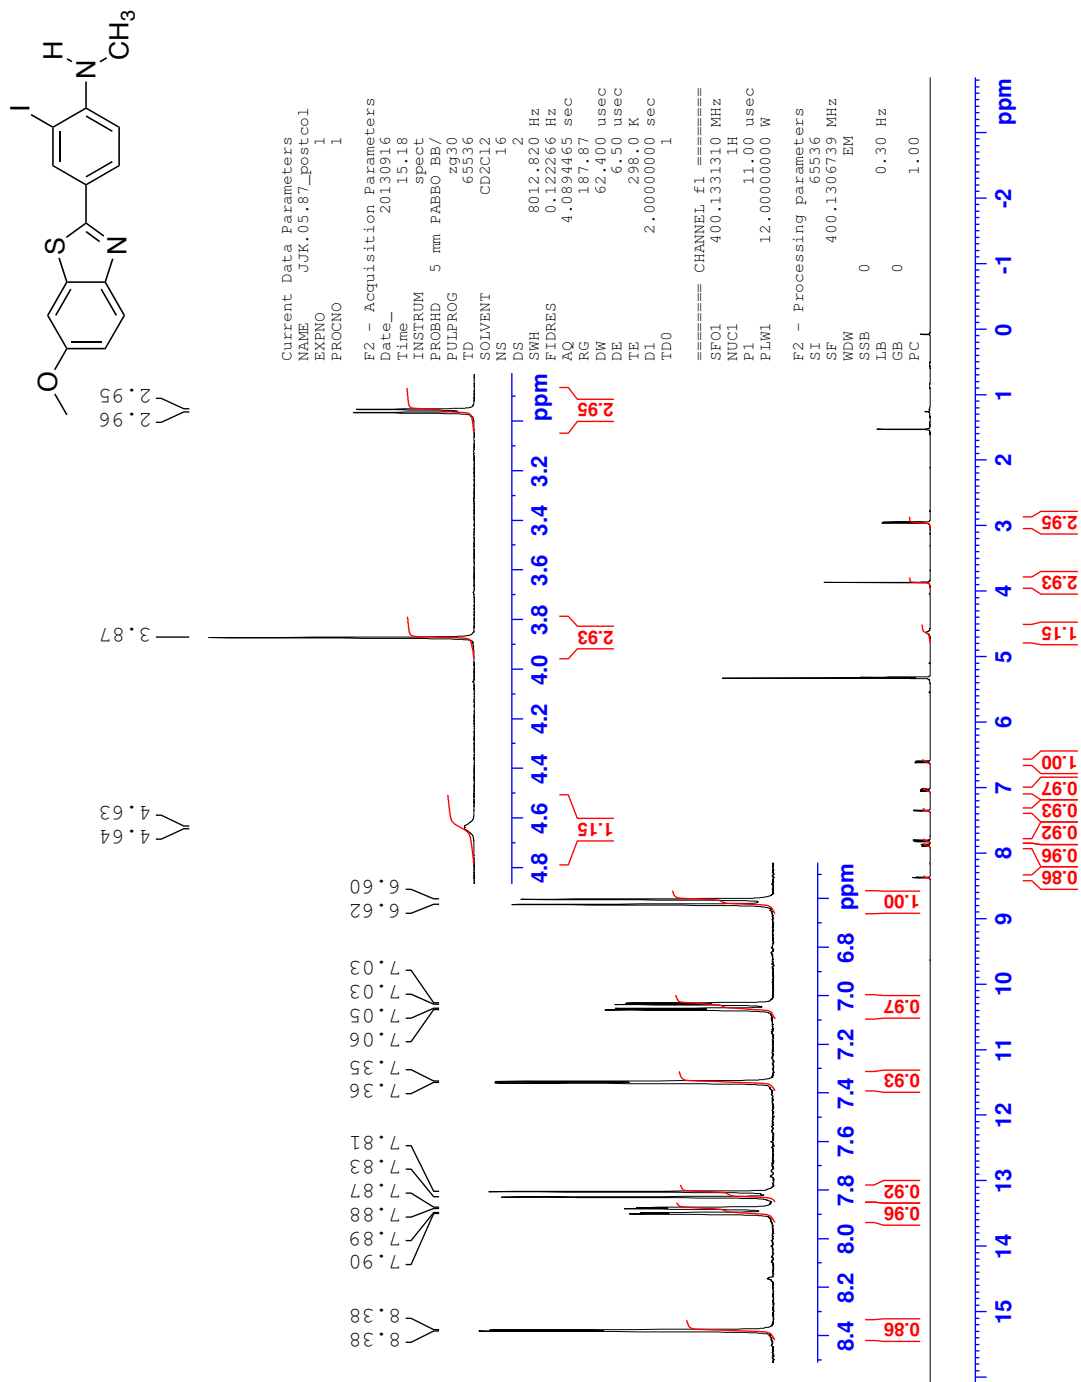 H
N
CH3
I
S
N
O
Current Data Parameters
NAME JJK.05.87_postcol
EXPNO 1
PROCNO 1
F2 - Acquisition Parameters
Date_ 20130916
Time 15.18
INSTRUM spect
PROBHD 5 mm PABBO BB/
PULPROG zg30
TD 65536
SOLVENT CD2Cl2
NS 16
DS 2
SWH 8012.820 Hz
FIDRES 0.122266 Hz
AQ 4.0894465 sec
RG 187.87
DW 62.400 usec
DE 6.50 usec
TE 298.0 K
D1 2.00000000 sec
TD0 1
======== CHANNEL f1 ========
SFO1 400.1331310 MHz
NUC1 1H
P1 11.00 usec
PLW1 12.00000000 W
F2 - Processing parameters
SI 65536
SF 400.1306739 MHz
WDW EM
SSB 0
LB 0.30 Hz
GB 0
PC 1.00
4.64
4.63
3.87
2.96
2.95
4.8 4.6 4.4 4.2 4.0 3.8 3.6 3.4 3.2 ppm
1.15
2.93
2.95
8.38
8.38
7.90
7.89
7.88
7.87
7.83
7.81
7.36
7.35
7.06
7.05
7.03
7.03
6.62
6.60
8.4 8.2 8.0 7.8 7.6 7.4 7.2 7.0 6.8 ppm
0.86
0.96
0.92
0.93
0.97
1.00
15 14 13 12 11 10 9 8 7 6 5 4 3 2 1 0 -1 -2 ppm
0.86
0.96
0.92
0.93
0.97
1.00
1.15
2.93
2.95